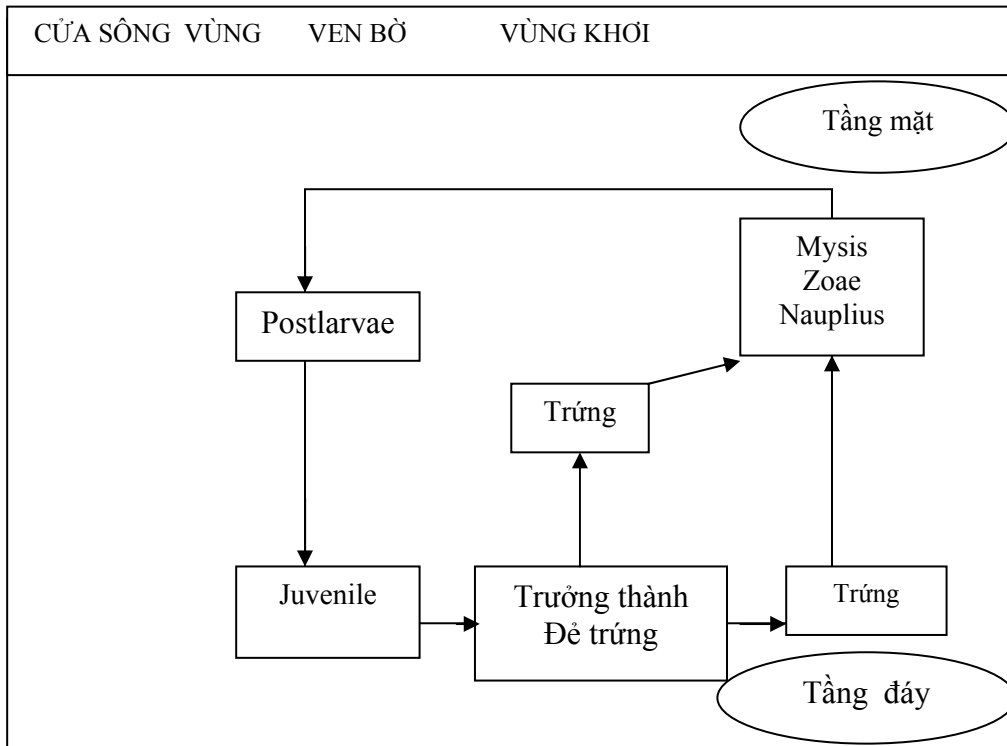 CỬA SÔNG VÙNG VEN BỜ VÙNG KHƠI
Tầng mặt
Mysis
Zoae
Nauplius
Postlarvae
Trứng
Juvenile
Trưởng thành
Đẻ trứng
Trứng
Tầng đáy